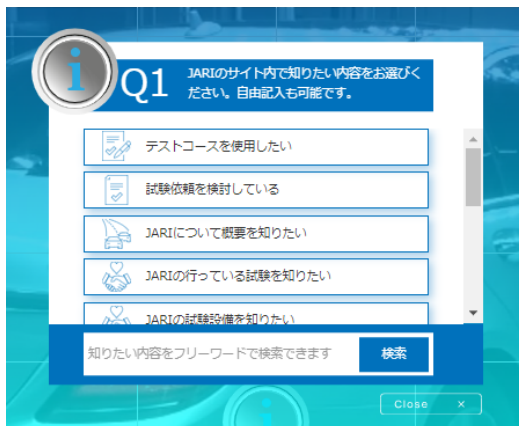 Q1
JARIのサイト内で知りたい内容をお選びく
ださい。自由記入も可能です。
テストコースを使用したい
試験依頼を検討している
JARIについて概要を知りたい
JARIの行っている試験を知りたい
JARIの試験設備を知りたい
知りたい内容をフリーワードで検索できます
検索
Close ×